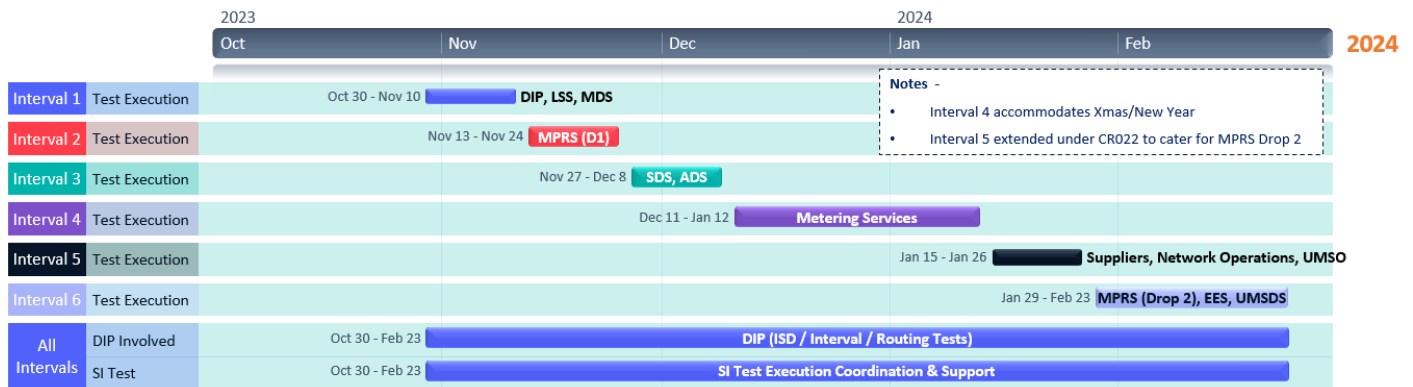 2023
2024
Oct
Nov
Dec
Jan
Feb
2024
Notes -
• Interval 4 accommodates Xmas/New Year
• Interval 5 extended under CR022 to cater for MPRS Drop 2
Interval 1 Test Execution Oct 30 - Nov 10 DIP, LSS, MDS
Interval 2 Test Execution Nov 13 - Nov 24 MPRS (D1)
Interval 3 Test Execution Nov 27 - Dec 8 SDS, ADS
Interval 4 Test Execution Dec 11 - Jan 12 Metering Services
Interval 5 Test Execution Jan 15 - Jan 26 Suppliers, Network Operations, UMSO
Interval 6 Test Execution Jan 29 - Feb 23 MPRS (Drop 2), EES, UMSDS
All
Intervals
DIP Involved Oct 30 - Feb 23 DIP (ISD / Interval / Routing Tests)
SI Test Oct 30 - Feb 23 SI Test Execution Coordination & Support